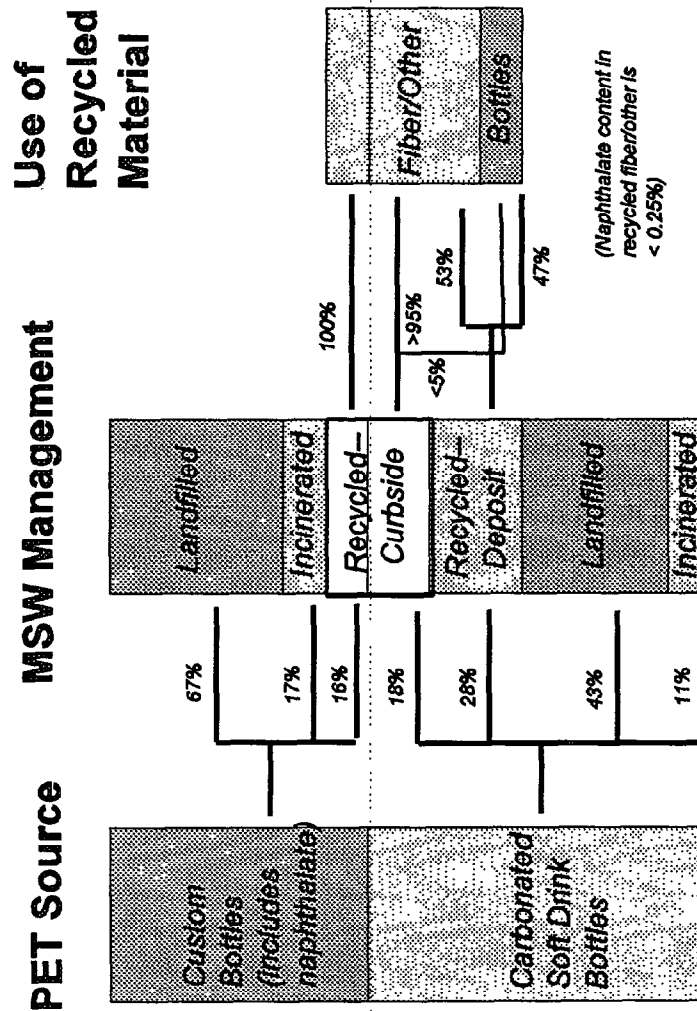 PET Source
MSW Management
Use of
Recycled
Material
Custom
Bottles
(includes
naphthalate)
Carbonated
Soft Drink
Bottles
67%
17%
16%
18%
28%
43%
11%
Landfilled
Incinerated
Recycled–
Curbside
Recycled–
Deposit
Landfilled
Incinerated
100%
>95%
<5%
53%
47%
Fiber/Other
Bottles
(Naphthalate content in
recycled fiber/other is
< 0.25%)